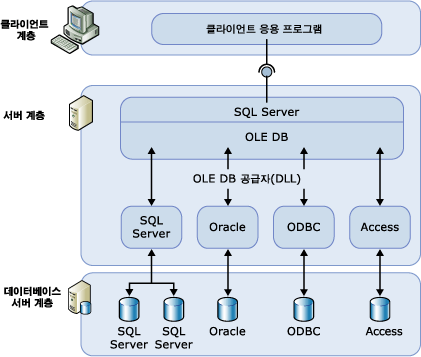 클라이언트
계층
클라이언트 응용 프로그램
서버 계층
SQL Server
OLE DB
OLE DB 공급자(DLL)
SQL
Server
Oracle
ODBC
Access
데이터베이스
서버 계층
SQL
Server
SQL
Server
Oracle
ODBC
Access